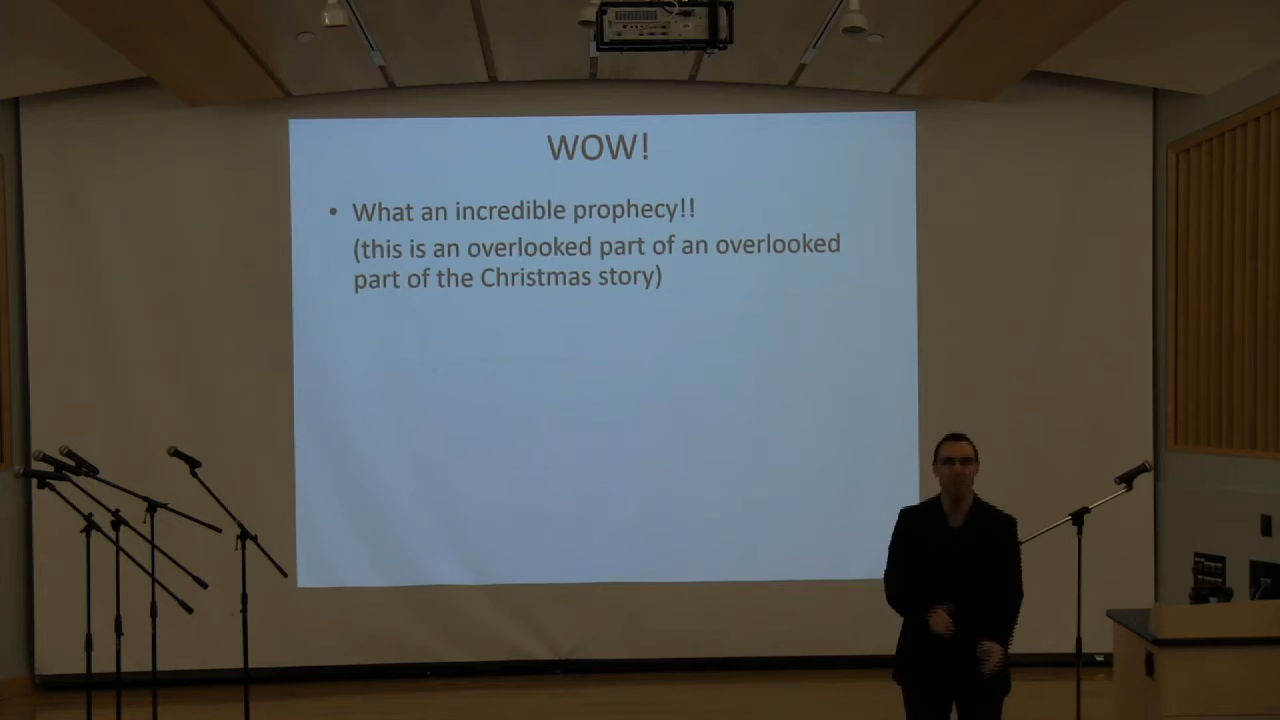 WOW!
• What an incredible prophecy!!
(this is an overlooked part of an overlooked
part of the Christmas story)